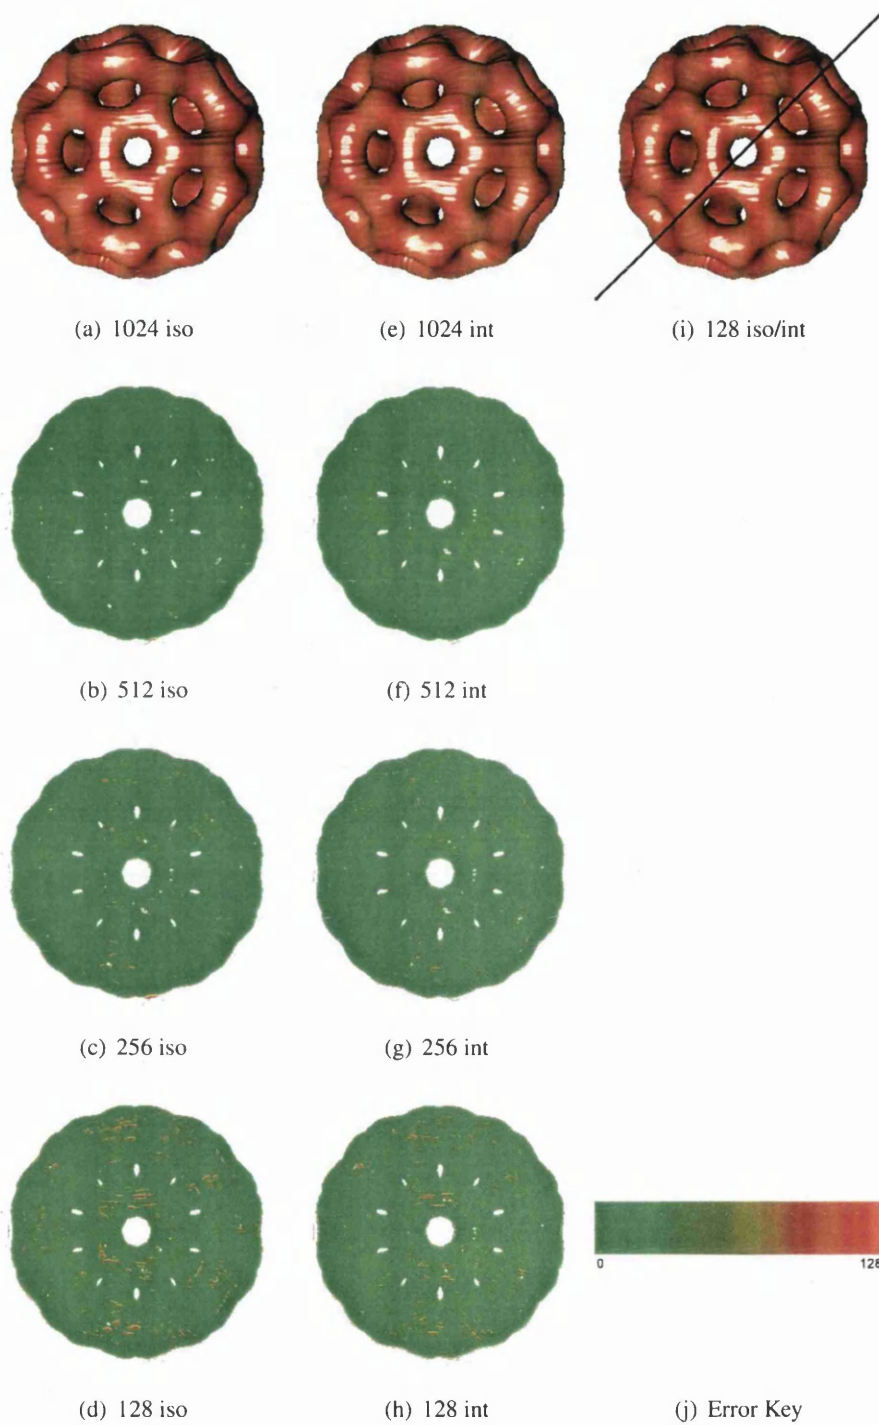 (a) 1024 iso
(e) 1024 int
(i) 128 iso/int
(b) 512 iso
(f) 512 int
(c) 256 iso
(g) 256 int
0
128
(d) 128 iso
(h) 128 int
(j) Error Key